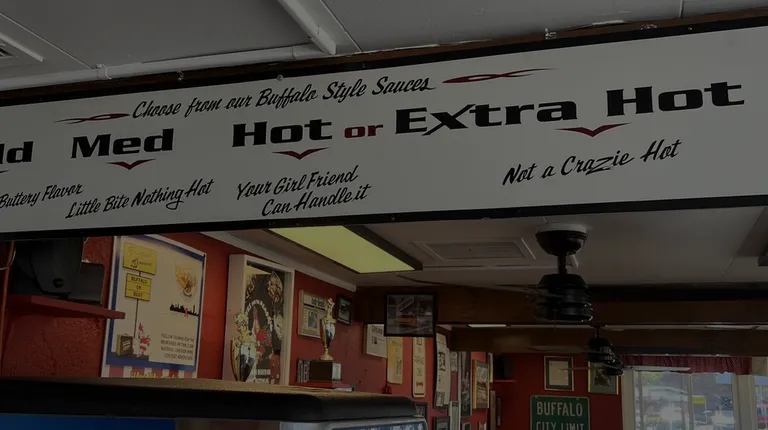 Choose from our Buffalo Style Sauces
ld Med Hot or Extra Hot
Buttery Flavor
Little Bite Nothing Hot
Your Girl Friend
Can Handle it
Not a Crazie Hot
BUFFALO
CITY LIMIT